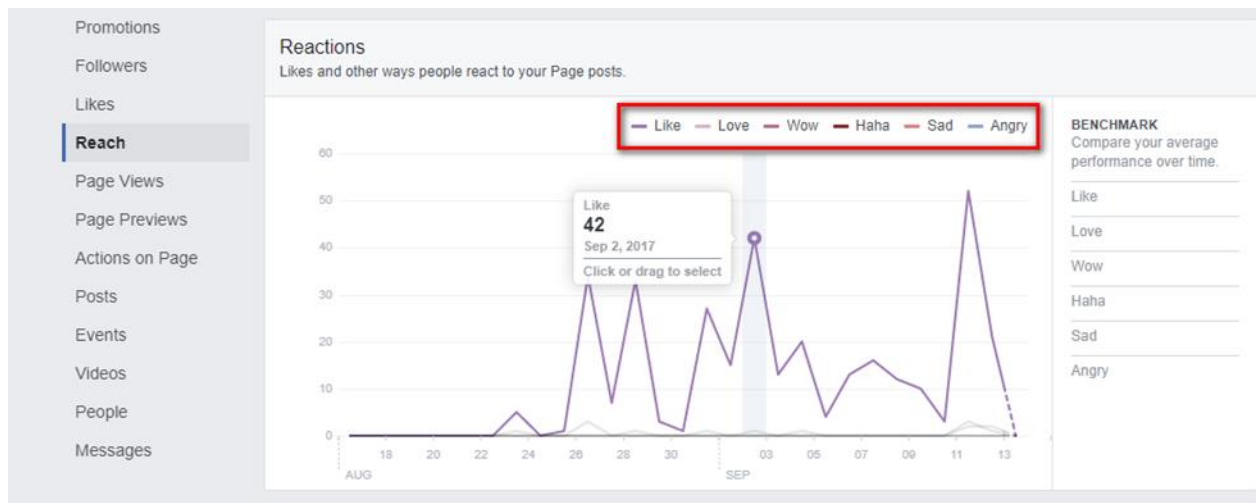 Promotions
Followers
Likes
Reach
Page Views
Page Previews
Actions on Page
Posts
Events
Videos
People
Messages
Reactions
Likes and other ways people react to your Page posts.
Like Love Wow Haha Sad Angry
60
50
40
30
20
10
0
Like
42
Sep 2, 2017
Click or drag to select
18 20 22 24 26 28 30 03 05 07 09 11 13
AUG SEP
BENCHMARK
Compare your average
performance over time.
Like
Love
Wow
Haha
Sad
Angry